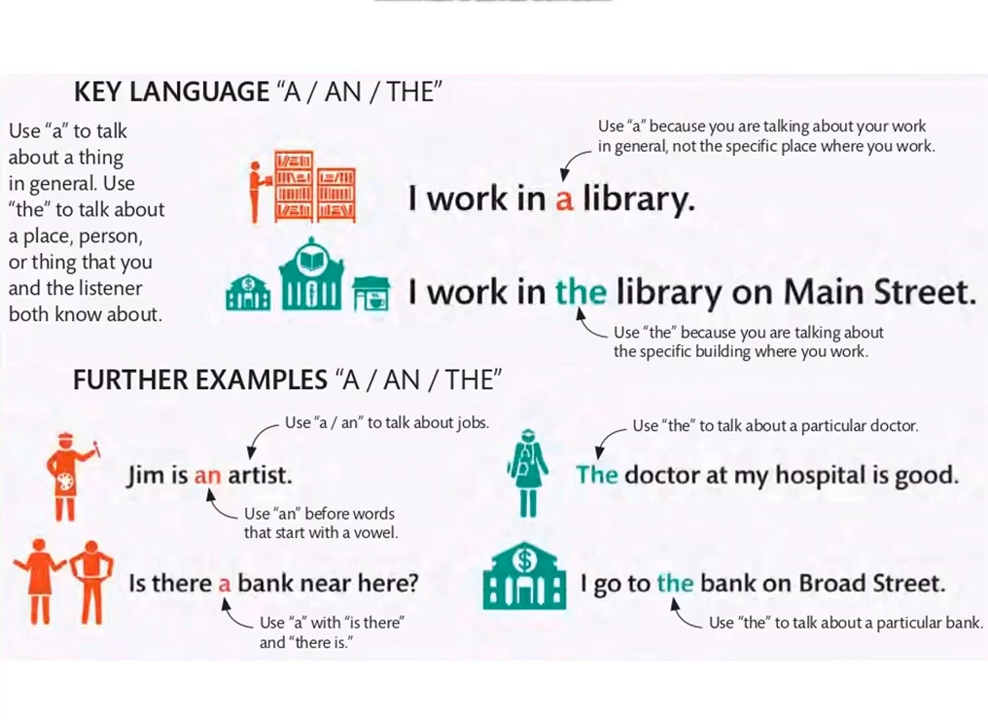 KEY LANGUAGE “A / AN / THE”
Use “a” to talk
about a thing
in general. Use
“the” to talk about
a place, person,
or thing that you
and the listener
both know about.
Use “a” because you are talking about your work
in general, not the specific place where you work.
I work in a library.
I work in the library on Main Street.
Use “the” because you are talking about
the specific building where you work.
FURTHER EXAMPLES “A / AN / THE”
Use “a / an” to talk about jobs.
Jim is an artist.
Use “an” before words
that start with a vowel.
Use “the” to talk about a particular doctor.
The doctor at my hospital is good.
Is there a bank near here?
Use “a” with “is there”
and “there is.”
$
I go to the bank on Broad Street.
Use “the” to talk about a particular bank.